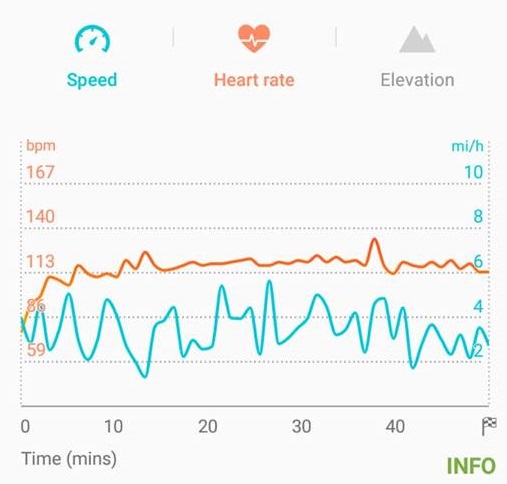 Speed Heart rate Elevation
bpm mi/h
167 10
140 8
113 6
86 4
59 2
0 10 20 30 40
Time (mins)
INFO